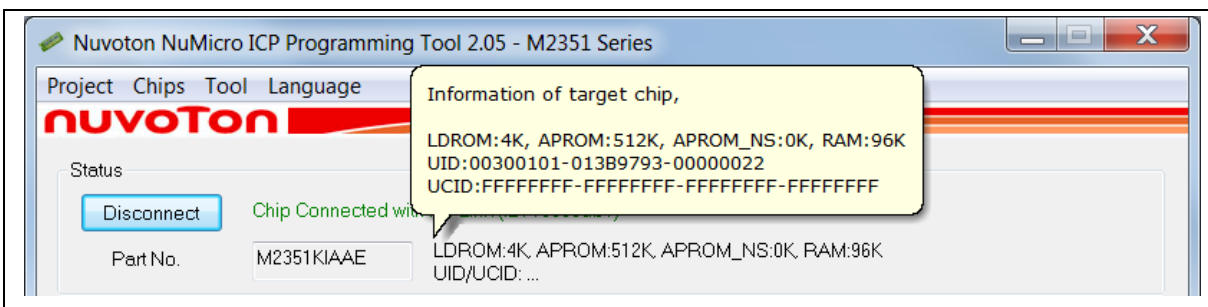 Nuvoton NuMicro ICP Programming Tool 2.05 - M2351 Series
X
Project Chips Tool Language
nuvoTon
Information of target chip,
LDROM:4K, APROM:512K, APROM_NS:0K, RAM:96K
UID:00300101-013B9793-00000022
UCID:FFFFFFFF-FFFFFFFF-FFFFFFFF-FFFFFFFF
Status
Disconnect
Chip Connected
Part No.
M2351KIAAE
LDROM:4K, APROM:512K, APROM_NS:0K, RAM:96K
UID/UCID: ...